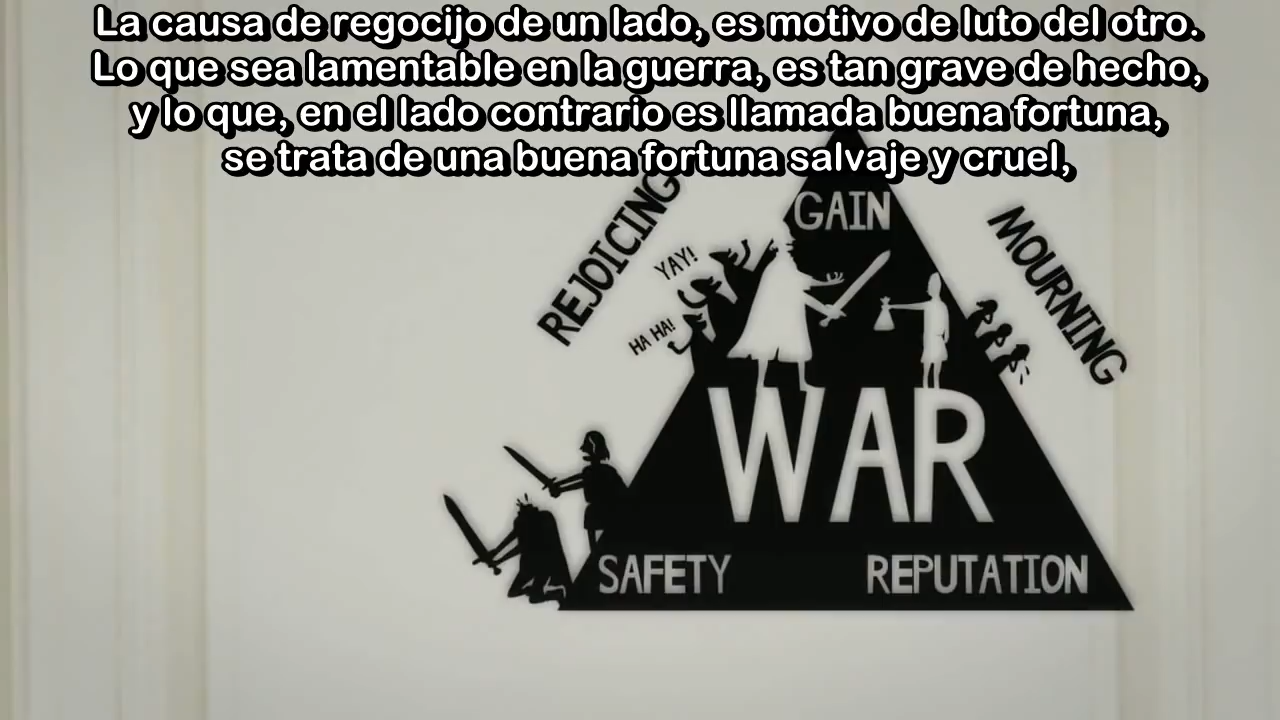 La causa de regocijo de un lado, es motivo de luto del otro.
Lo que sea lamentable en la guerra, es tan grave de hecho,
y lo que, en el lado contrario es llamada buena fortuna,
se trata de una buena fortuna salvaje y cruel,
GAIN
REJOICING
YAY!
HA HA!
MOURNING
WAR
SAFETY
REPUTATION